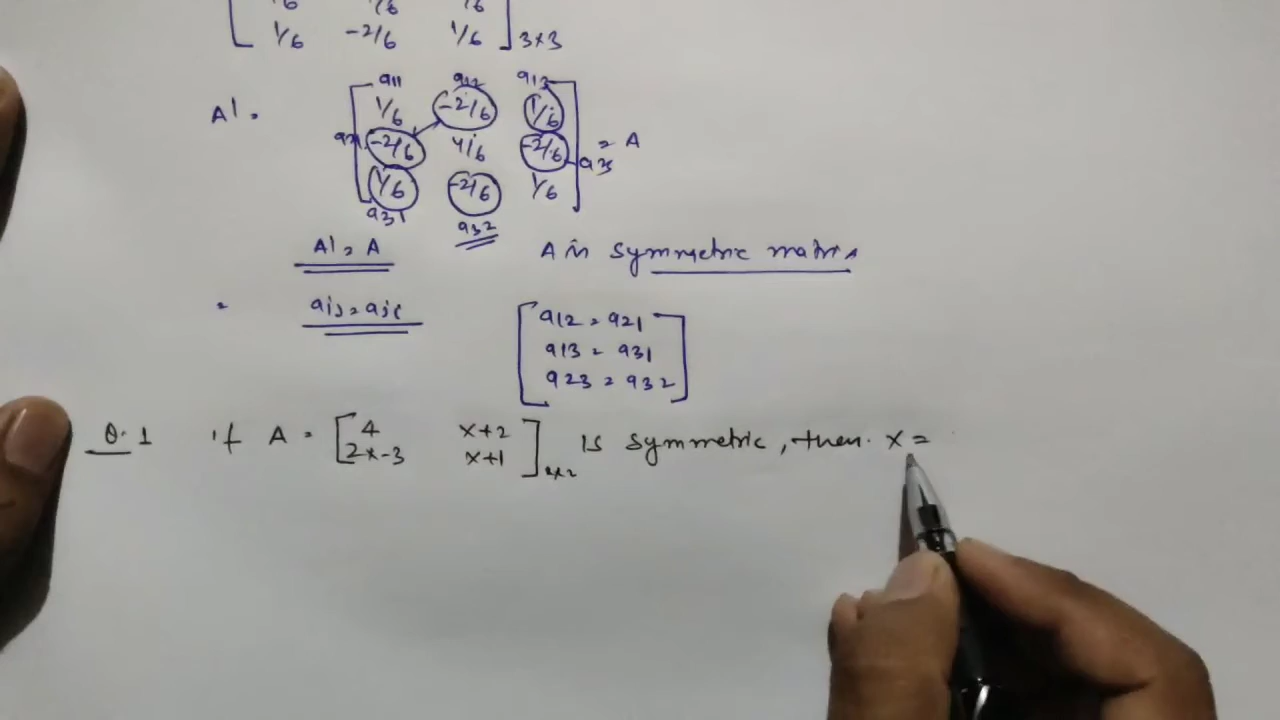 1/6 -2/6 1/6 3×3
a11 a12 a13
A' = 1/6 -2/6 1/6
a21 -2/6 4/6 -2/6 a23 = A
1/6 -2/6 1/6
a31 a32
A' = A A is symmetric matrix
= aij = aji
a12 = a21
a13 = a31
a23 = a32
Q.1 if A = [ 4 x+2
2x-3 x+1 ] 2×2 is symmetric, then x =